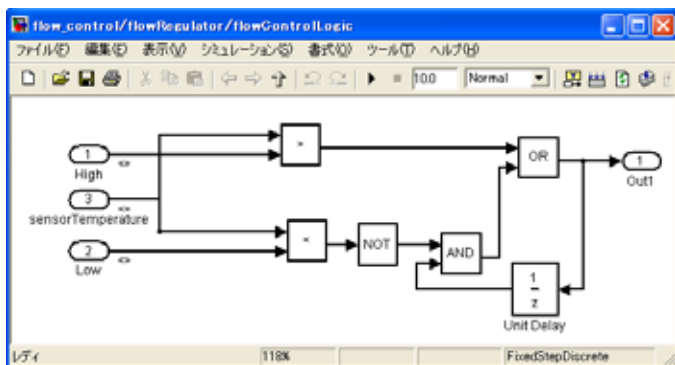 flow_control/flowRegulator/flowControlLogic
ファイル(F) 編集(E) 表示(V) シミュレーション(S) 書式(O) ツール(T) ヘルプ(H)
10.0 Normal
>
1
High
OR
1
Out1
3
sensorTemperature
<
NOT
AND
2
Low
1
z
Unit Delay
レディ 118% FixedStepDiscrete